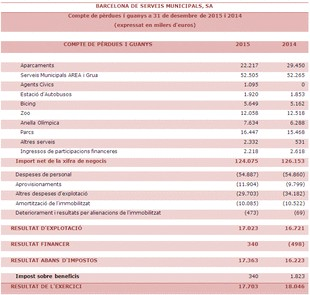 BARCELONA DE SERVEIS MUNICIPALS, SA
Compte de pèrdues i guanys a 31 de desembre de 2015 i 2014
(expressat en milers d'euros)
COMPTE DE PÈRDUES I GUANYS 2015 2014
Aparcaments 22.217 29.450
Serveis Municipals AREA i Grua 52.505 52.265
Agents Cívics 1.095 0
Estació d'Autobusos 1.920 1.853
Bicing 5.649 5.162
Zoo 12.058 12.518
Anella Olímpica 7.634 6.288
Parcs 16.447 15.468
Altres serveis 2.332 531
Ingressos de participacions financeres 2.218 2.618
Import net de la xifra de negocis 124.075 126.153
Despeses de personal (54.887) (54.860)
Aprovisionaments (11.904) (9.799)
Altres despeses d'explotació (29.703) (34.182)
Amortització de l'immobilitzat (10.085) (10.522)
Deteriorament i resultats per alienacions de l'immobilitzat (473) (69)
RESULTAT D'EXPLOTACIÓ 17.023 16.721
RESULTAT FINANCER 340 (498)
RESULTAT ABANS D'IMPOSTOS 17.363 16.223
Impost sobre beneficis 340 1.823
RESULTAT DE L'EXERCICI 17.703 18.046